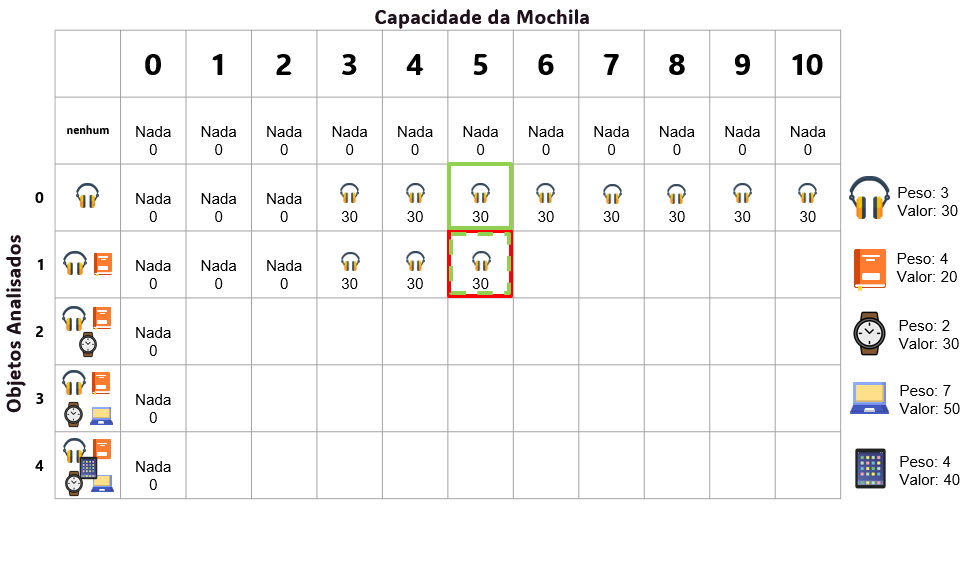 Capacidade da Mochila
0 1 2 3 4 5 6 7 8 9 10
nenhum Nada Nada Nada Nada Nada Nada Nada Nada Nada Nada Nada
0 0 0 0 0 0 0 0 0 0 0
Objetos Analisados
0 Nada Nada Nada
0 0 0 30 30 30 30 30 30 30 30
Peso: 3
Valor: 30
1 Nada Nada Nada
0 0 0 30 30 30
Peso: 4
Valor: 20
2 Nada
0
Peso: 2
Valor: 30
3 Nada
0
Peso: 7
Valor: 50
4 Nada
0
Peso: 4
Valor: 40